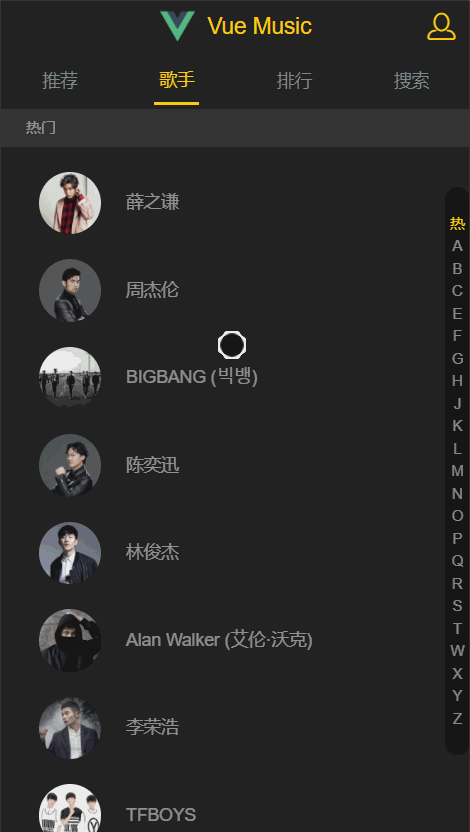 Vue Music
推荐 歌手 排行 搜索
热门
薛之谦
周杰伦
BIGBANG (빅뱅)
陈奕迅
林俊杰
Alan Walker (艾伦·沃克)
李荣浩
TFBOYS
热
A
B
C
E
F
G
H
J
K
L
M
N
O
P
Q
R
S
T
W
X
Y
Z